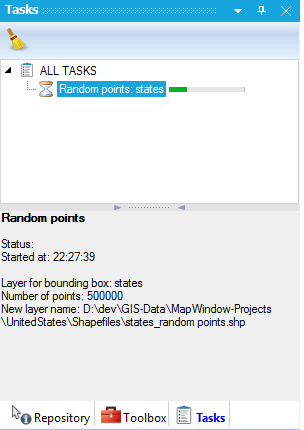 Tasks
ALL TASKS
Random points: states
Random points
Status:
Started at: 22:27:39
Layer for bounding box: states
Number of points: 500000
New layer name: D:\dev\GIS-Data\MapWindow-Projects
\UnitedStates\Shapefiles\states_random points.shp
Repository Toolbox Tasks